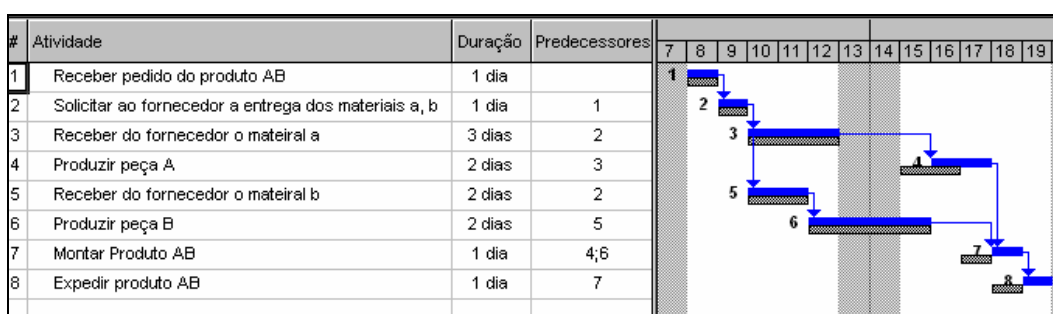 # Atividade Duração Predecessores 7 8 9 10 11 12 13 14 15 16 17 18 19
1 Receber pedido do produto AB 1 dia 1
2 Solicitar ao fornecedor a entrega dos materiais a, b 1 dia 1 2
3 Receber do fornecedor o mateiral a 3 dias 2 3
4 Produzir peça A 2 dias 3 4
5 Receber do fornecedor o mateiral b 2 dias 2 5
6 Produzir peça B 2 dias 5 6
7 Montar Produto AB 1 dia 4;6 7
8 Expedir produto AB 1 dia 7 8